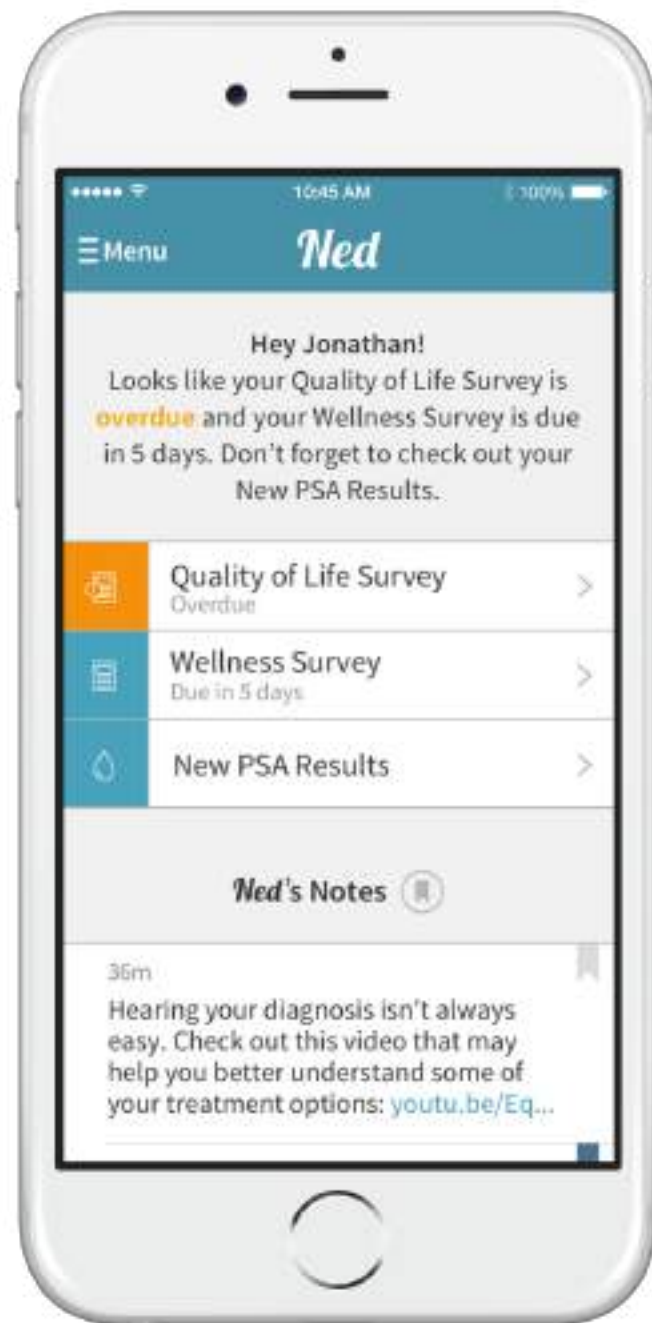 10:45 AM
100%
Menu
Ned
Hey Jonathan!
Looks like your Quality of Life Survey is
overdue and your Wellness Survey is due
in 5 days. Don't forget to check out your
New PSA Results.
Quality of Life Survey
Overdue
Wellness Survey
Due in 5 days
New PSA Results
Ned's Notes
36m
Hearing your diagnosis isn't always
easy. Check out this video that may
help you better understand some of
your treatment options: youtu.be/Eq...